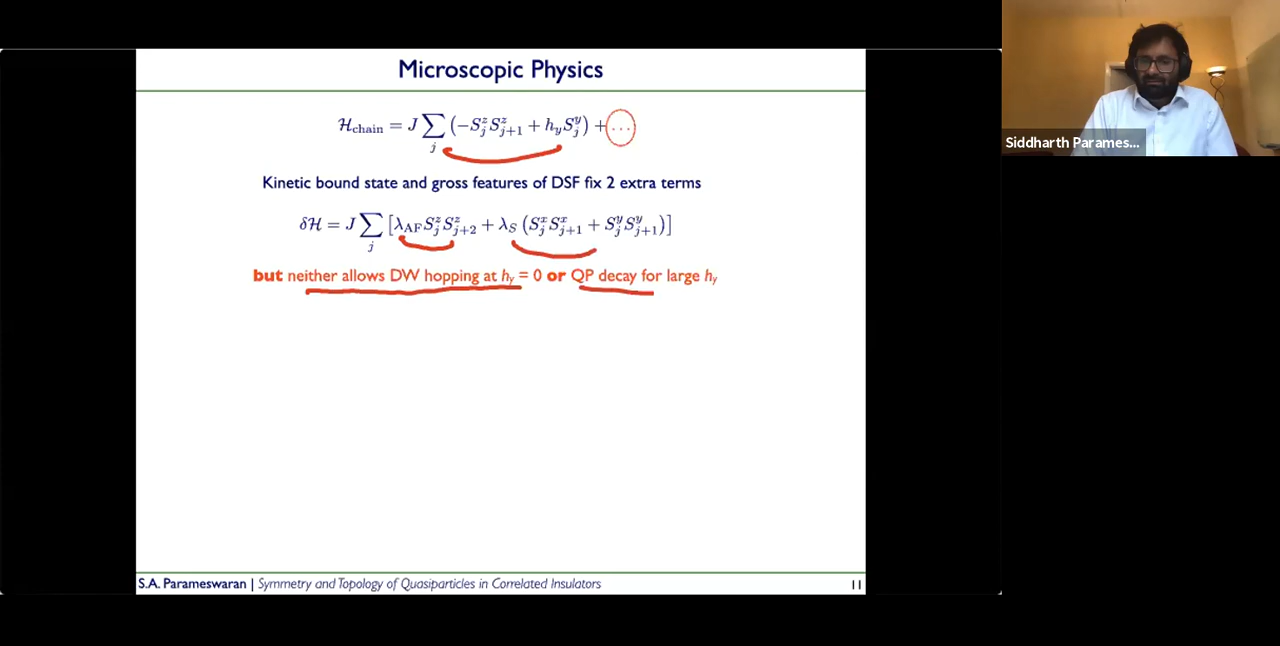 Microscopic Physics
ℋ_chain = J ∑_j (−S^z_j S^z_{j+1} + h_y S^y_j) + ...
Kinetic bound state and gross features of DSF fix 2 extra terms
δℋ = J ∑_j [λ_AF S^z_j S^z_{j+2} + λ_S (S^x_j S^x_{j+1} + S^y_j S^y_{j+1})]
but neither allows DW hopping at h_y = 0 or QP decay for large h_y
S.A. Parameswaran | Symmetry and Topology of Quasiparticles in Correlated Insulators 11
Siddharth Parames...